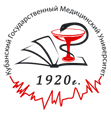 Кубанский Государственный Медицинский Университет
1920г.